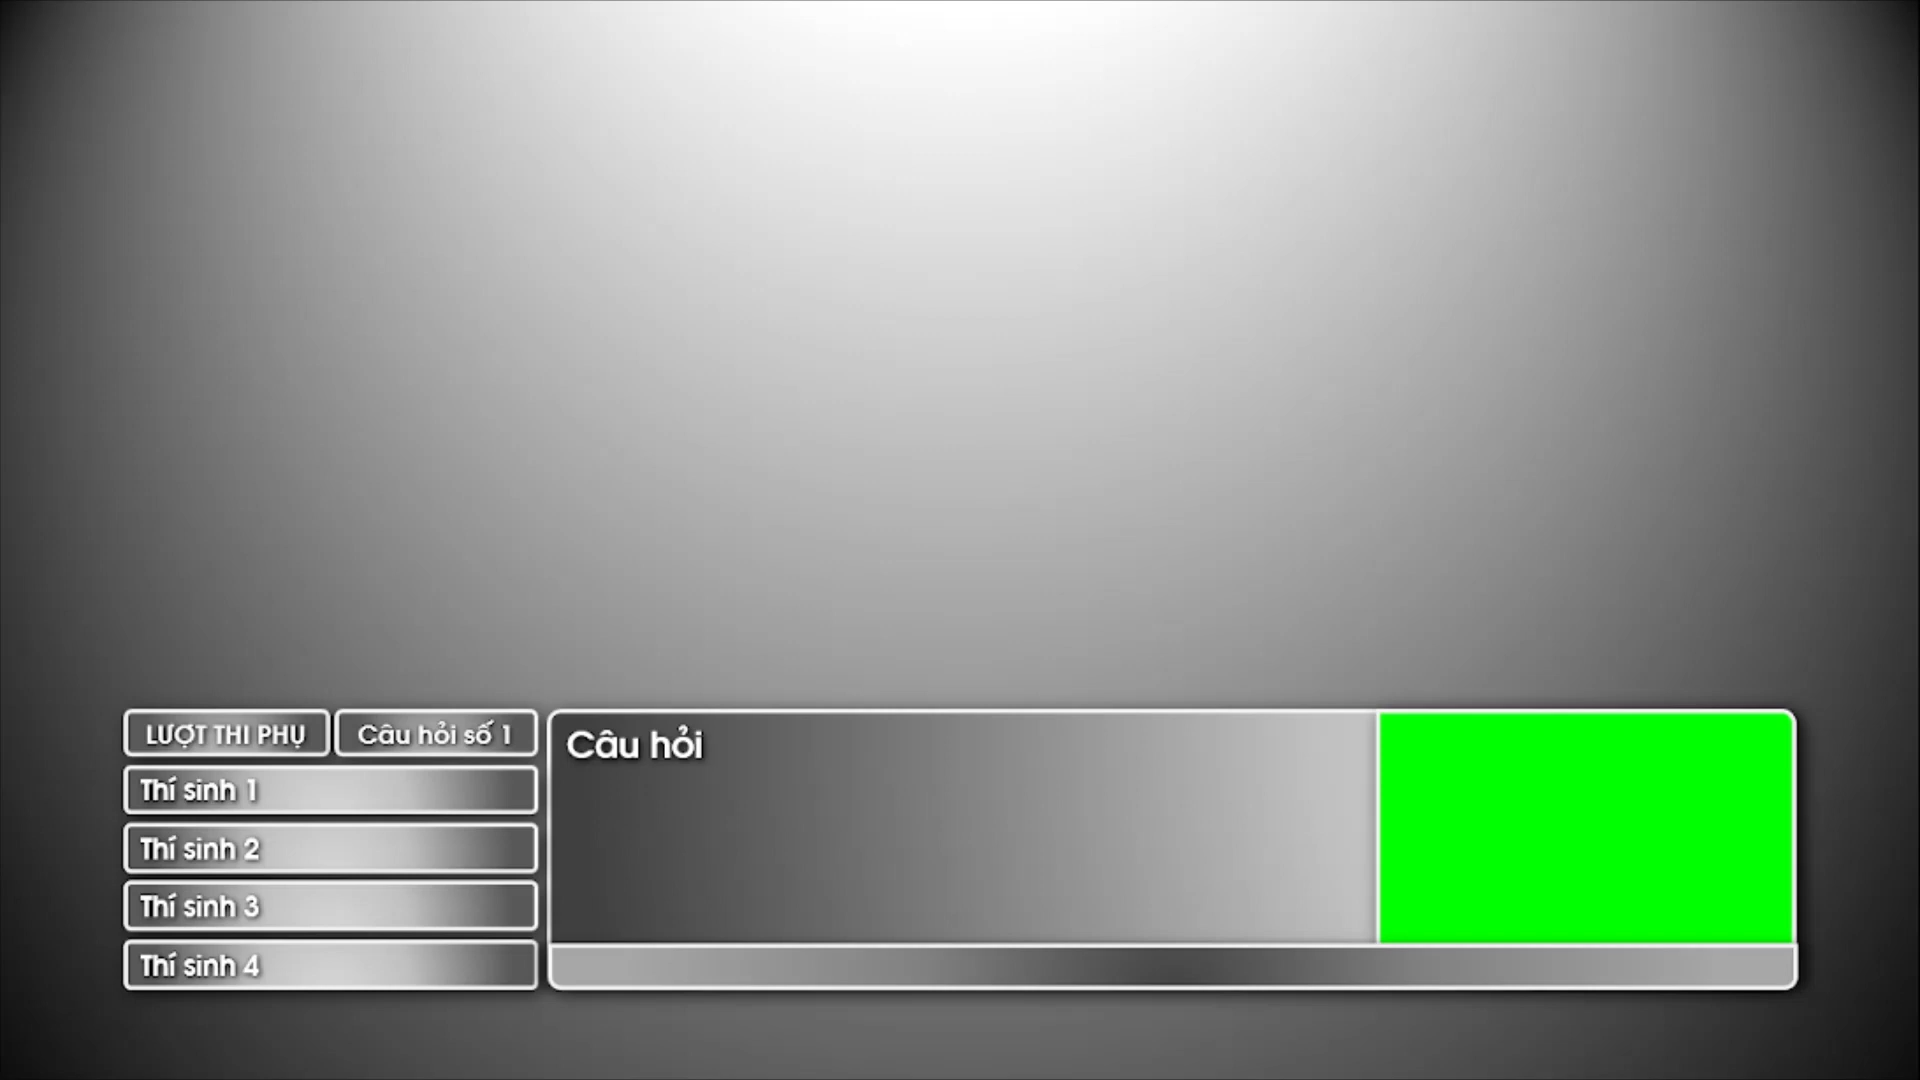 LƯỢT THI PHỤ
Câu hỏi số 1
Thí sinh 1
Thí sinh 2
Thí sinh 3
Thí sinh 4
Câu hỏi